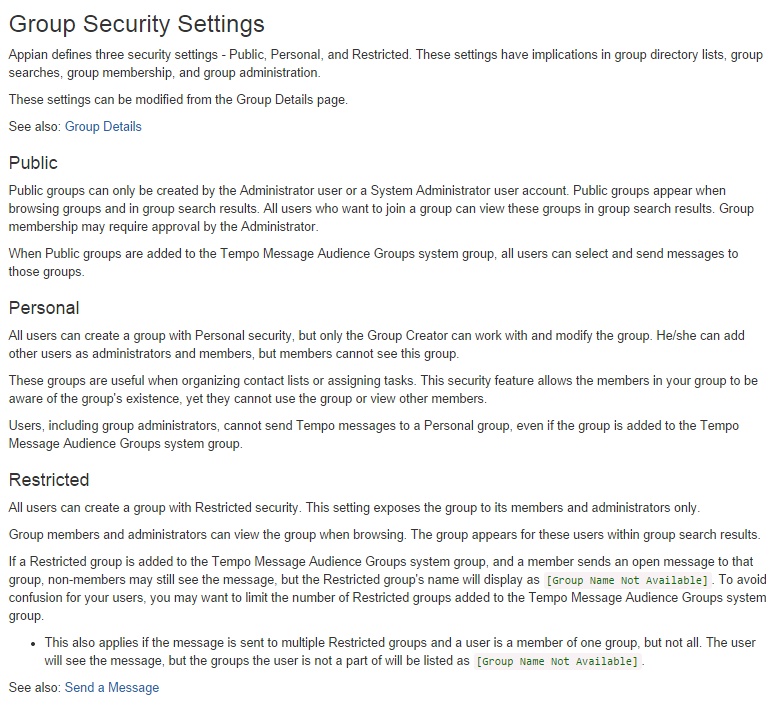 Group Security Settings
Appian defines three security settings - Public, Personal, and Restricted. These settings have implications in group directory lists, group
searches, group membership, and group administration.
These settings can be modified from the Group Details page.
See also: Group Details
Public
Public groups can only be created by the Administrator user or a System Administrator user account. Public groups appear when
browsing groups and in group search results. All users who want to join a group can view these groups in group search results. Group
membership may require approval by the Administrator.
When Public groups are added to the Tempo Message Audience Groups system group, all users can select and send messages to
those groups.
Personal
All users can create a group with Personal security, but only the Group Creator can work with and modify the group. He/she can add
other users as administrators and members, but members cannot see this group.
These groups are useful when organizing contact lists or assigning tasks. This security feature allows the members in your group to be
aware of the group's existence, yet they cannot use the group or view other members.
Users, including group administrators, cannot send Tempo messages to a Personal group, even if the group is added to the Tempo
Message Audience Groups system group.
Restricted
All users can create a group with Restricted security. This setting exposes the group to its members and administrators only.
Group members and administrators can view the group when browsing. The group appears for these users within group search results.
If a Restricted group is added to the Tempo Message Audience Groups system group, and a member sends an open message to that
group, non-members may still see the message, but the Restricted group's name will display as [Group Name Not Available]. To avoid
confusion for your users, you may want to limit the number of Restricted groups added to the Tempo Message Audience Groups system
group.
• This also applies if the message is sent to multiple Restricted groups and a user is a member of one group, but not all. The user
will see the message, but the groups the user is not a part of will be listed as [Group Name Not Available].
See also: Send a Message